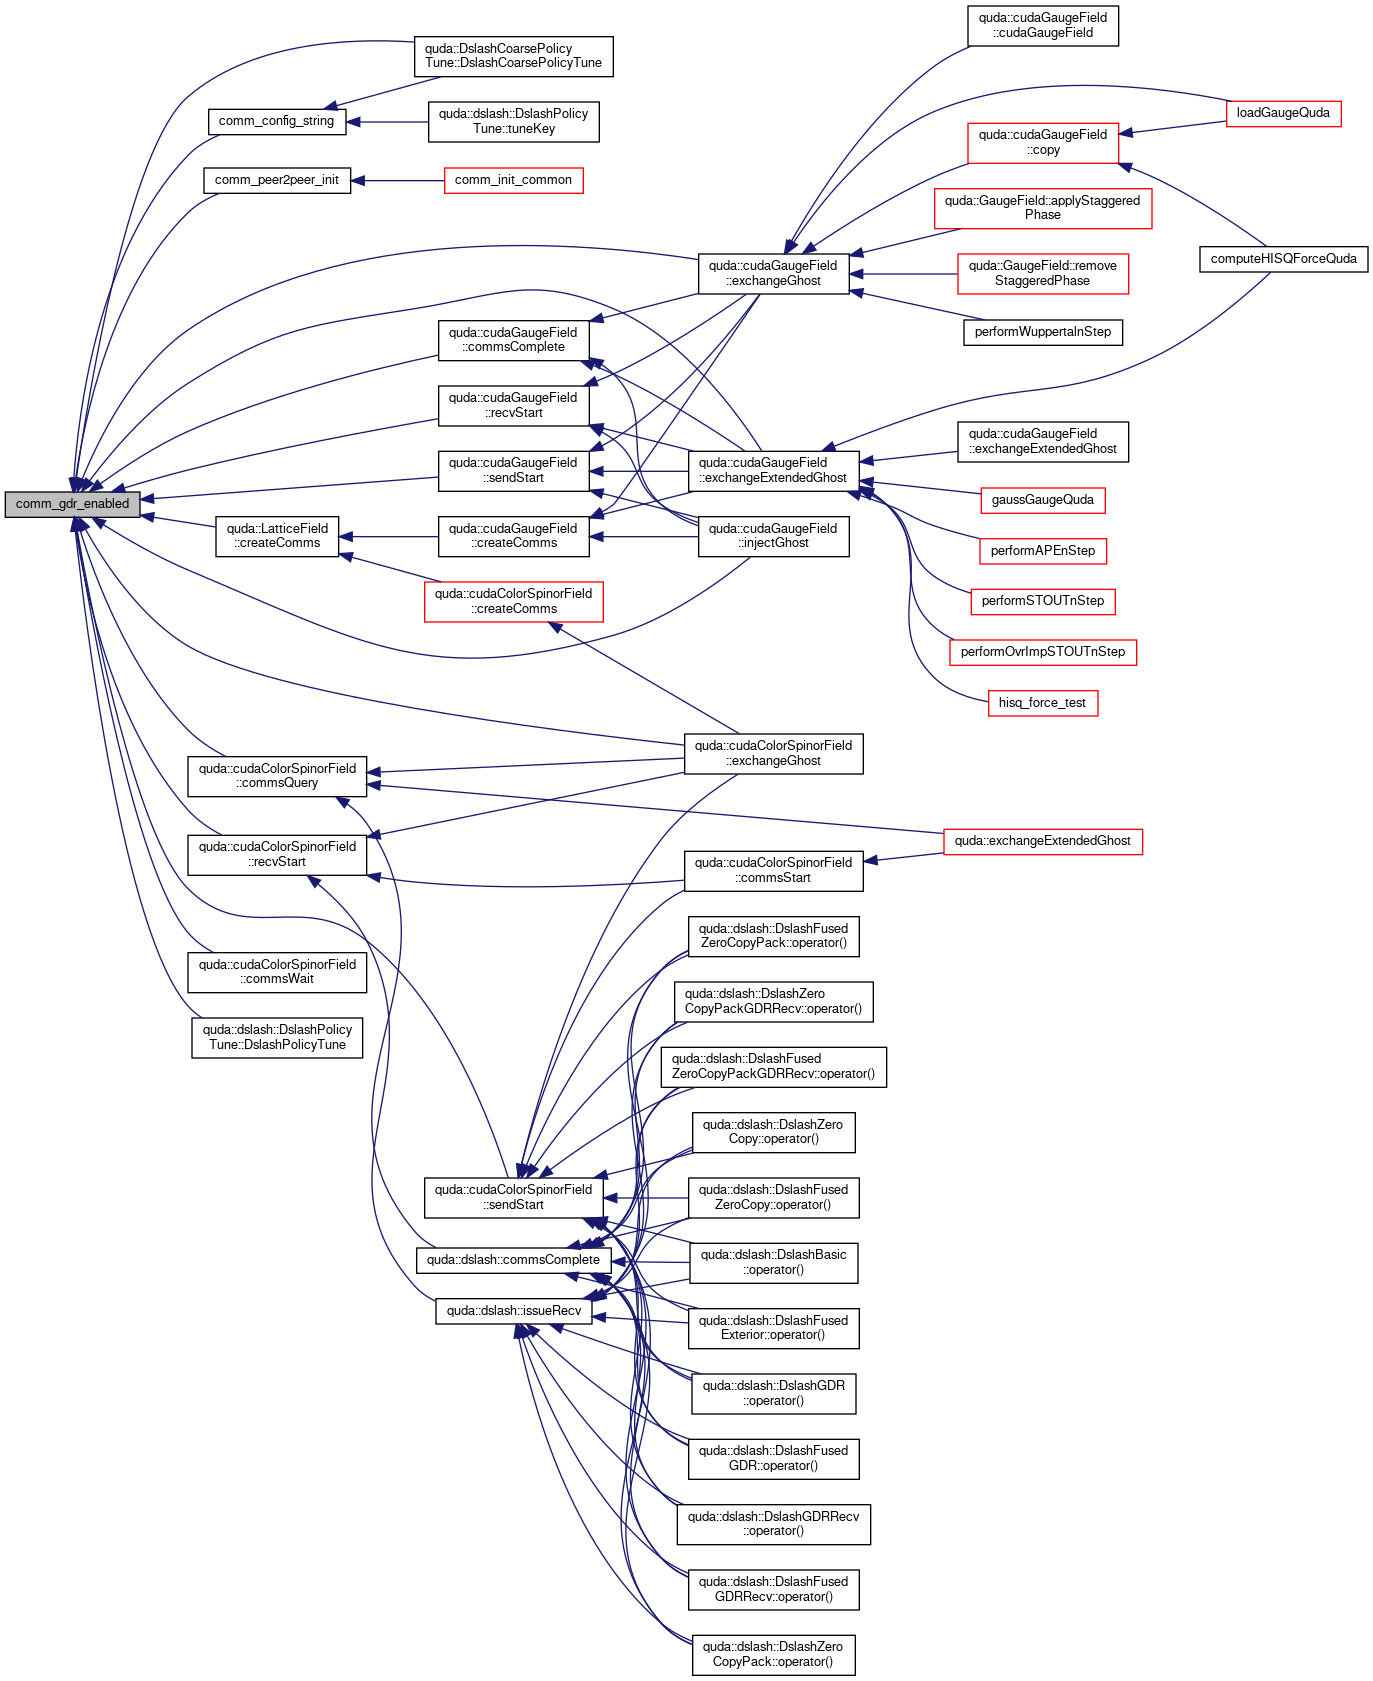 comm_gdr_enabled
quda::DslashCoarsePolicy
Tune::DslashCoarsePolicyTune
comm_config_string
quda::dslash::DslashPolicy
Tune::tuneKey
comm_peer2peer_init
comm_init_common
quda::cudaGaugeField
::exchangeGhost
quda::cudaGaugeField
::cudaGaugeField
loadGaugeQuda
quda::cudaGaugeField
::copy
quda::GaugeField::applyStaggered
Phase
computeHISQForceQuda
quda::GaugeField::remove
StaggeredPhase
performWuppertalnStep
quda::cudaGaugeField
::commsComplete
quda::cudaGaugeField
::recvStart
quda::cudaGaugeField
::sendStart
quda::cudaGaugeField
::exchangeExtendedGhost
quda::cudaGaugeField
::exchangeExtendedGhost
gaussGaugeQuda
performAPEnStep
performSTOUTnStep
performOvrImpSTOUTnStep
hisq_force_test
quda::LatticeField
::createComms
quda::cudaGaugeField
::createComms
quda::cudaGaugeField
::injectGhost
quda::cudaColorSpinorField
::createComms
quda::cudaColorSpinorField
::exchangeGhost
quda::cudaColorSpinorField
::commsQuery
quda::cudaColorSpinorField
::recvStart
quda::exchangeExtendedGhost
quda::cudaColorSpinorField
::commsStart
quda::cudaColorSpinorField
::commsWait
quda::dslash::DslashPolicy
Tune::DslashPolicyTune
quda::dslash::DslashFused
ZeroCopyPack::operator()
quda::dslash::DslashZero
CopyPackGDRRecv::operator()
quda::dslash::DslashFused
ZeroCopyPackGDRRecv::operator()
quda::dslash::DslashZero
Copy::operator()
quda::cudaColorSpinorField
::sendStart
quda::dslash::DslashFused
ZeroCopy::operator()
quda::dslash::commsComplete
quda::dslash::DslashBasic
::operator()
quda::dslash::issueRecv
quda::dslash::DslashFused
Exterior::operator()
quda::dslash::DslashGDR
::operator()
quda::dslash::DslashFused
GDR::operator()
quda::dslash::DslashGDRRecv
::operator()
quda::dslash::DslashFused
GDRRecv::operator()
quda::dslash::DslashZero
CopyPack::operator()